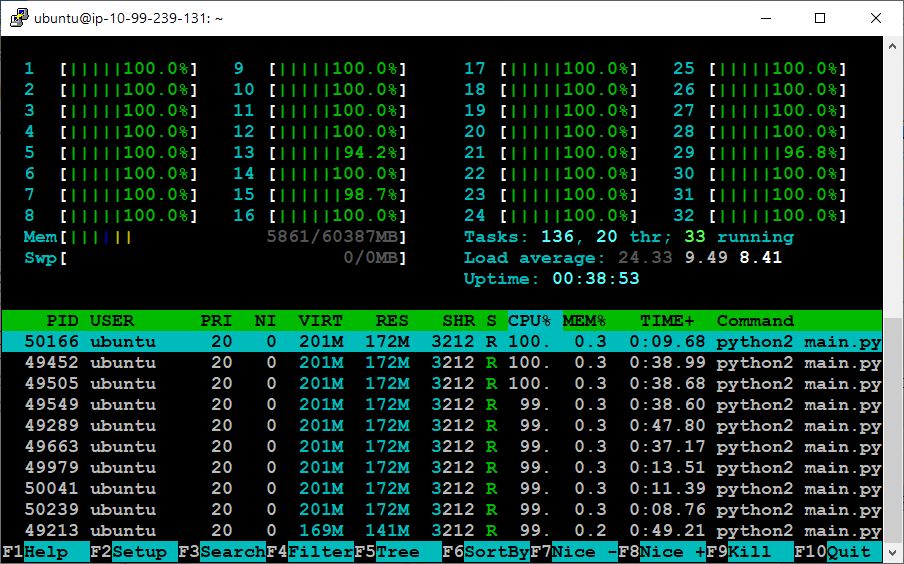 ubuntu@ip-10-99-239-131: ~
1 [|||||100.0%] 9 [|||||100.0%] 17 [|||||100.0%] 25 [|||||100.0%]
2 [|||||100.0%] 10 [|||||100.0%] 18 [|||||100.0%] 26 [|||||100.0%]
3 [|||||100.0%] 11 [|||||100.0%] 19 [|||||100.0%] 27 [|||||100.0%]
4 [|||||100.0%] 12 [|||||100.0%] 20 [|||||100.0%] 28 [|||||100.0%]
5 [|||||100.0%] 13 [||||||94.2%] 21 [|||||100.0%] 29 [||||||96.8%]
6 [|||||100.0%] 14 [|||||100.0%] 22 [|||||100.0%] 30 [|||||100.0%]
7 [|||||100.0%] 15 [||||||98.7%] 23 [|||||100.0%] 31 [|||||100.0%]
8 [|||||100.0%] 16 [|||||100.0%] 24 [|||||100.0%] 32 [|||||100.0%]
Mem[|||||| 5861/60387MB] Tasks: 136, 20 thr; 33 running
Swp[ 0/0MB] Load average: 24.33 9.49 8.41
Uptime: 00:38:53
PID USER PRI NI VIRT RES SHR S CPU% MEM% TIME+ Command
50166 ubuntu 20 0 201M 172M 3212 R 100. 0.3 0:09.68 python2 main.py
49452 ubuntu 20 0 201M 172M 3212 R 100. 0.3 0:38.99 python2 main.py
49505 ubuntu 20 0 201M 172M 3212 R 100. 0.3 0:38.68 python2 main.py
49549 ubuntu 20 0 201M 172M 3212 R 99. 0.3 0:38.60 python2 main.py
49289 ubuntu 20 0 201M 172M 3212 R 99. 0.3 0:47.80 python2 main.py
49663 ubuntu 20 0 201M 172M 3212 R 99. 0.3 0:37.17 python2 main.py
49979 ubuntu 20 0 201M 172M 3212 R 99. 0.3 0:13.51 python2 main.py
50041 ubuntu 20 0 201M 172M 3212 R 99. 0.3 0:11.39 python2 main.py
50239 ubuntu 20 0 201M 172M 3212 R 99. 0.3 0:08.76 python2 main.py
49213 ubuntu 20 0 169M 141M 3212 R 99. 0.2 0:49.21 python2 main.py
F1Help F2Setup F3SearchF4FilterF5Tree F6SortByF7Nice -F8Nice +F9Kill F10Quit